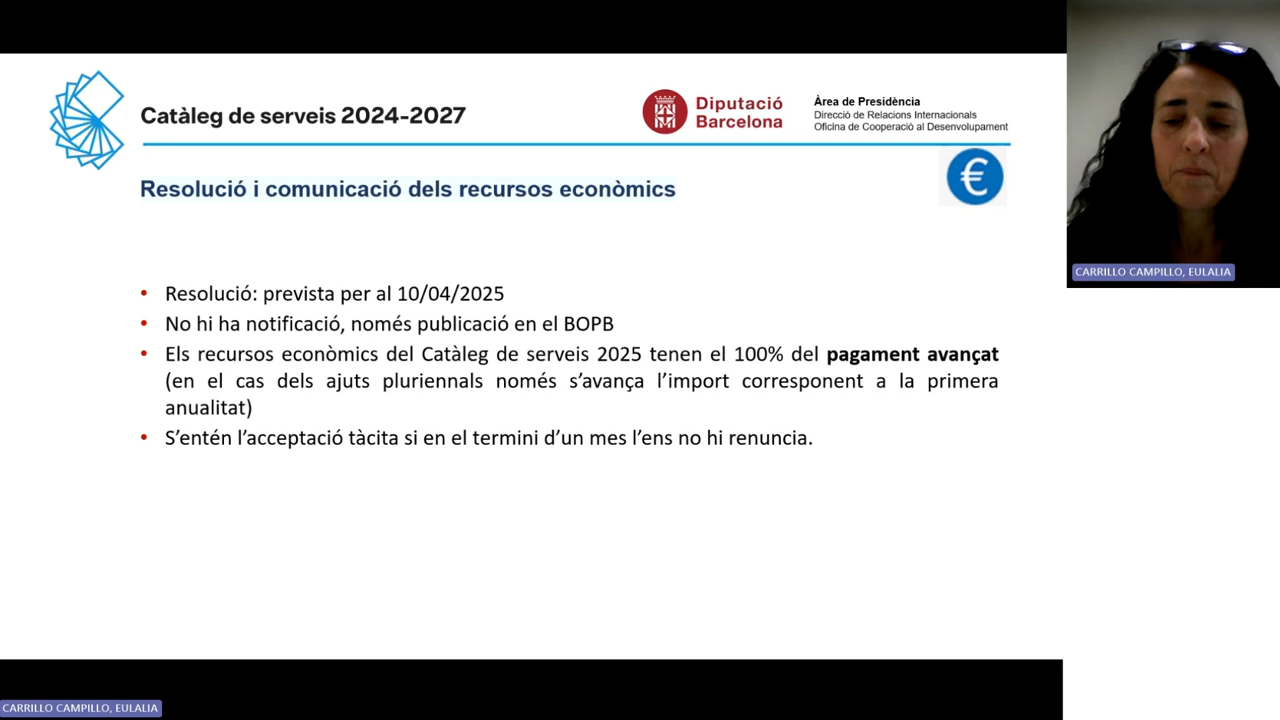 Catàleg de serveis 2024-2027
Diputació
Barcelona
Àrea de Presidència
Direcció de Relacions Internacionals
Oficina de Cooperació al Desenvolupament
Resolució i comunicació dels recursos econòmics
€
• Resolució: prevista per al 10/04/2025
• No hi ha notificació, només publicació en el BOPB
• Els recursos econòmics del Catàleg de serveis 2025 tenen el 100% del pagament avançat
(en el cas dels ajuts pluriennals només s’avança l’import corresponent a la primera
anualitat)
• S’entén l’acceptació tàcita si en el termini d’un mes l’ens no hi renuncia.
CARRILLO CAMPILLO, EULALIA
CARRILLO CAMPILLO, EULALIA